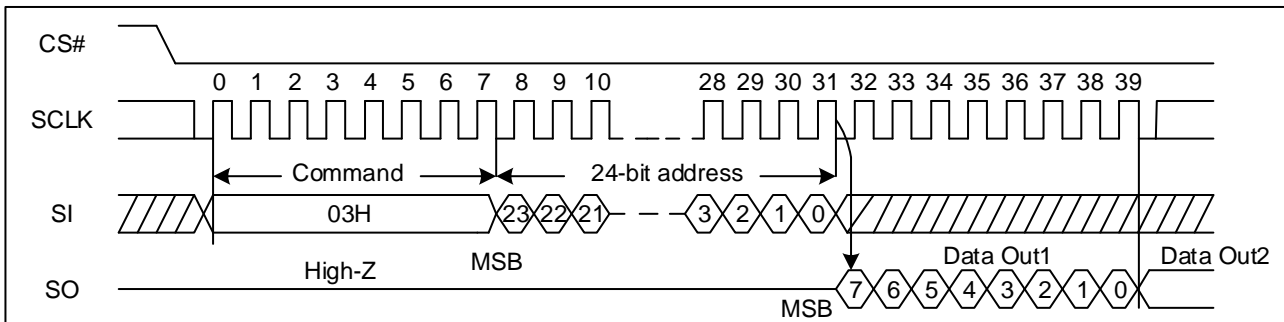 CS#
0 1 2 3 4 5 6 7 8 9 10 28 29 30 31 32 33 34 35 36 37 38 39
SCLK
Command 24-bit address
SI 03H 23 22 21 3 2 1 0
High-Z MSB Data Out1 Data Out2
SO MSB 7 6 5 4 3 2 1 0